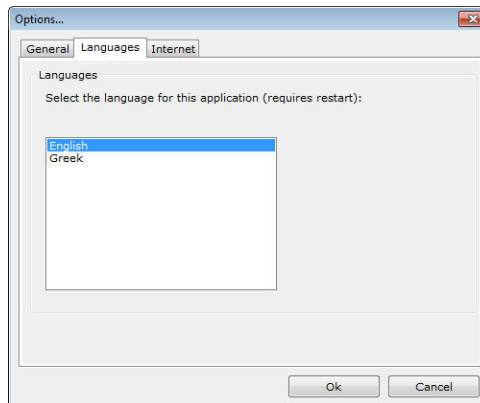 Options...
General Languages Internet
Languages
Select the language for this application (requires restart):
English
Greek
Ok Cancel